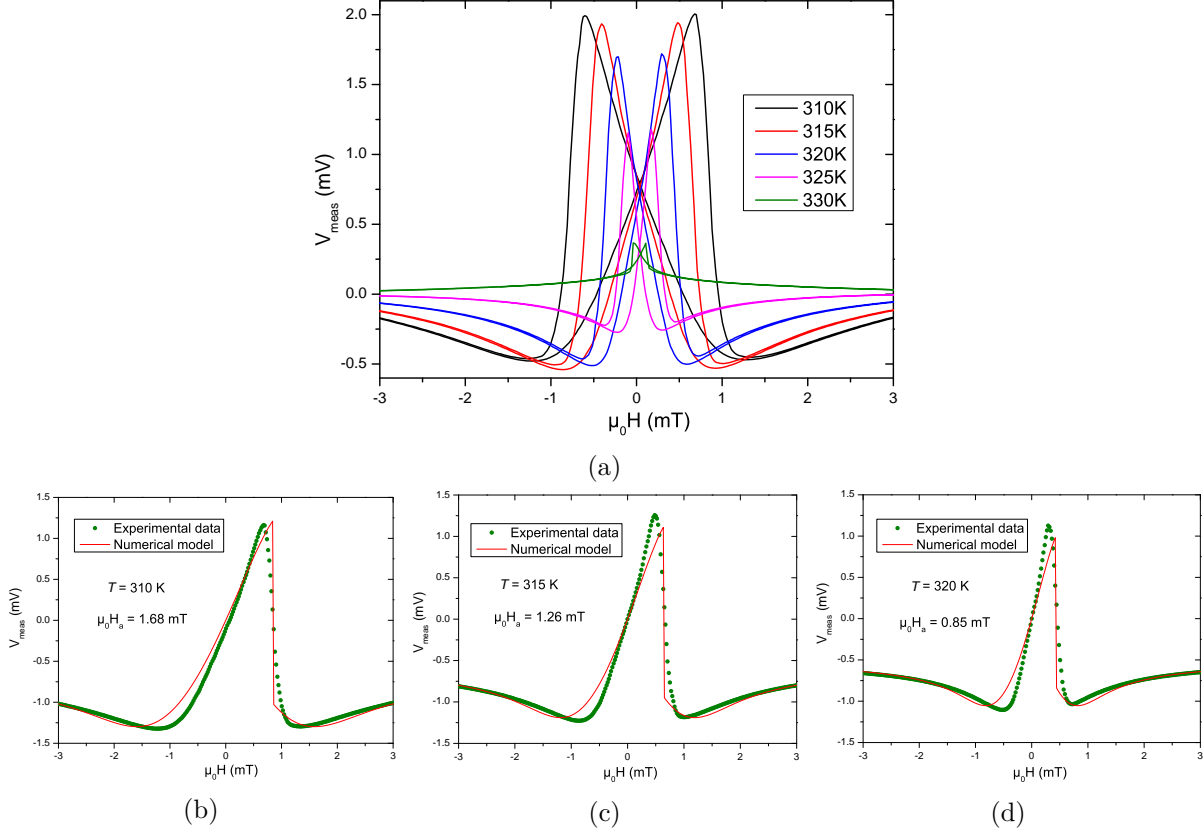 2.0
1.5
1.0
0.5
0.0
-0.5
V_meas (mV)
-3 -2 -1 0 1 2 3
μ₀H (mT)
310K
315K
320K
325K
330K
(a)
1.5
1.0
0.5
0.0
-0.5
-1.0
-1.5
V_meas (mV)
Experimental data
Numerical model
T = 310 K
μ₀H_a = 1.68 mT
-3 -2 -1 0 1 2 3
μ₀H (mT)
(b)
1.5
1.0
0.5
0.0
-0.5
-1.0
-1.5
V_meas (mV)
Experimental data
Numerical model
T = 315 K
μ₀H_a = 1.26 mT
-3 -2 -1 0 1 2 3
μ₀H (mT)
(c)
1.5
1.0
0.5
0.0
-0.5
-1.0
-1.5
V_meas (mV)
Experimental data
Numerical model
T = 320 K
μ₀H_a = 0.85 mT
-3 -2 -1 0 1 2 3
μ₀H (mT)
(d)